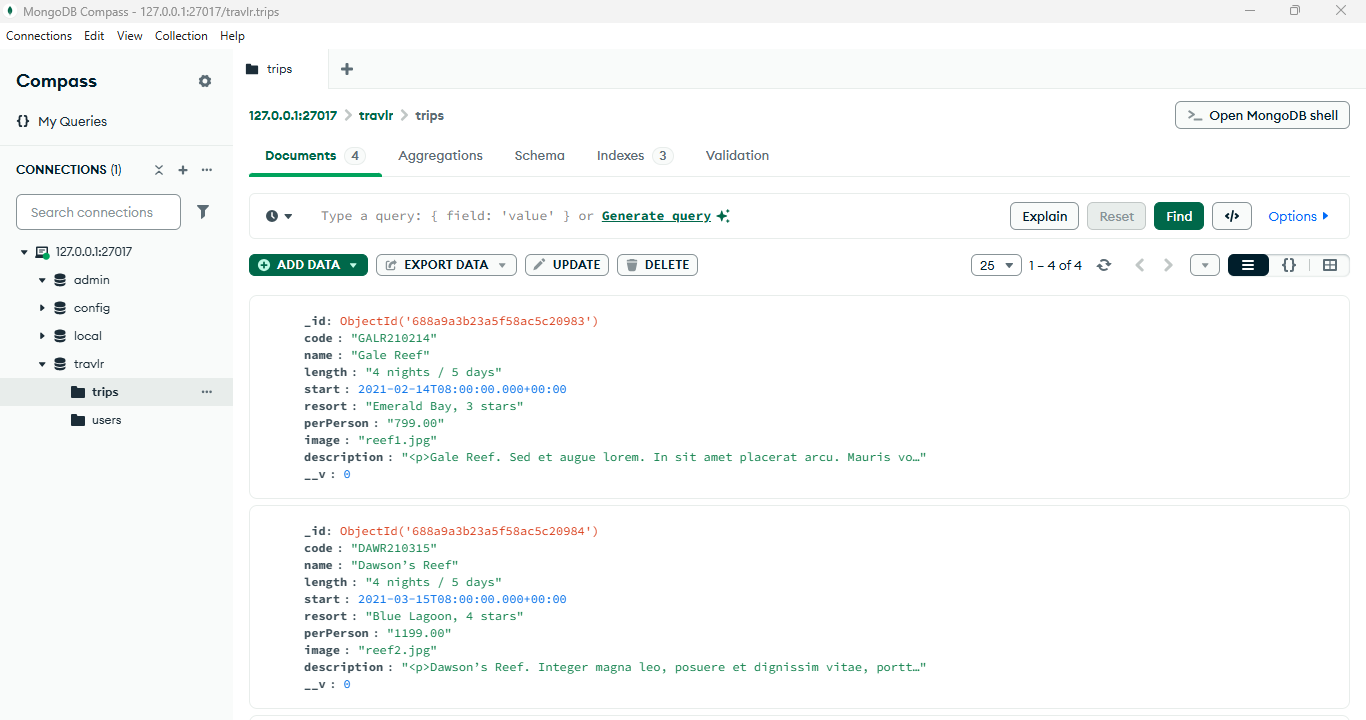 MongoDB Compass - 127.0.0.1:27017/travlr.trips
Connections Edit View Collection Help
Compass
{} My Queries
CONNECTIONS (1)
Search connections
127.0.0.1:27017
admin
config
local
travlr
trips
users
trips
127.0.0.1:27017 > travlr > trips
>_ Open MongoDB shell
Documents 4 Aggregations Schema Indexes 3 Validation
Type a query: { field: 'value' } or Generate query
Explain Reset Find </> Options
ADD DATA EXPORT DATA UPDATE DELETE
25 1 – 4 of 4 {}
_id: ObjectId('688a9a3b23a5f58ac5c20983')
code : "GALR210214"
name : "Gale Reef"
length : "4 nights / 5 days"
start : 2021-02-14T08:00:00.000+00:00
resort : "Emerald Bay, 3 stars"
perPerson : "799.00"
image : "reef1.jpg"
description : "<p>Gale Reef. Sed et augue lorem. In sit amet placerat arcu. Mauris vo…"
__v : 0
_id: ObjectId('688a9a3b23a5f58ac5c20984')
code : "DAWR210315"
name : "Dawson’s Reef"
length : "4 nights / 5 days"
start : 2021-03-15T08:00:00.000+00:00
resort : "Blue Lagoon, 4 stars"
perPerson : "1199.00"
image : "reef2.jpg"
description : "<p>Dawson’s Reef. Integer magna leo, posuere et dignissim vitae, portt…"
__v : 0